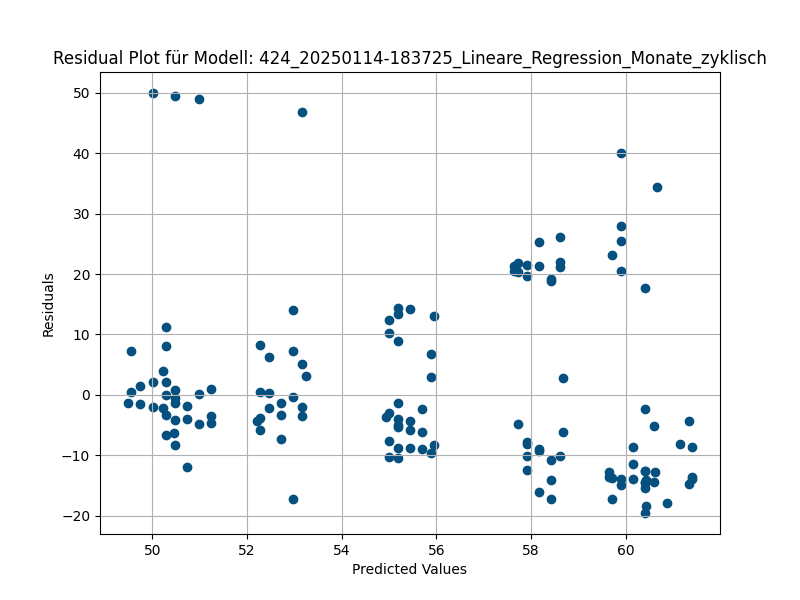 Residual Plot für Modell: 424_20250114-183725_Lineare_Regression_Monate_zyklisch
50
40
30
20
10
0
−10
−20
Residuals
50 52 54 56 58 60
Predicted Values